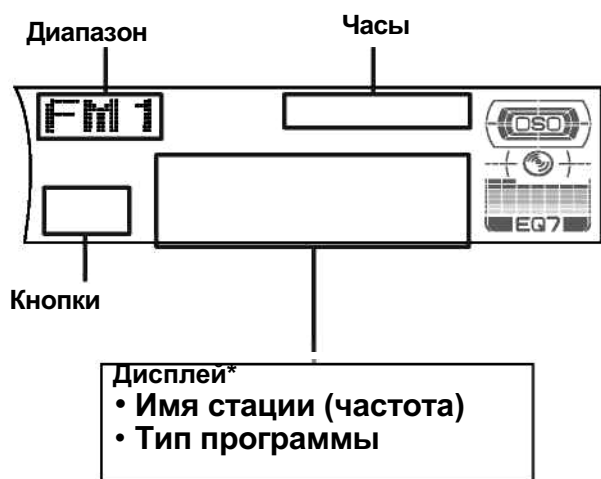 Диапазон
Часы
FM 1
DSO
EQ7
Кнопки
Дисплей*
• Имя стации (частота)
• Тип программы